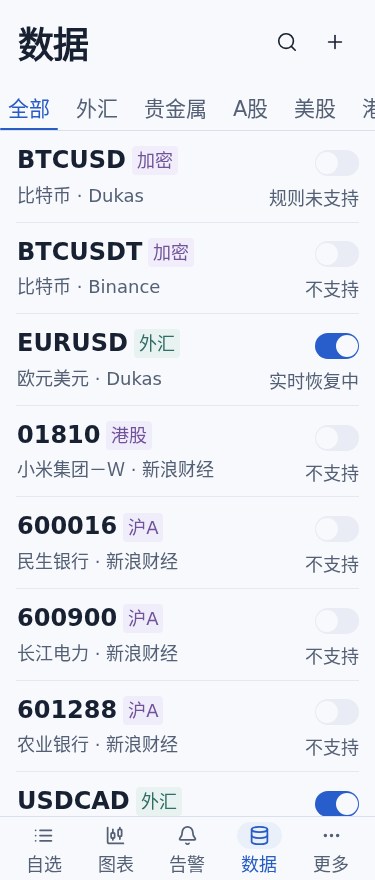 数据
全部 外汇 贵金属 A股 美股
BTCUSD 加密
比特币 · Dukas 规则未支持
BTCUSDT 加密
比特币 · Binance 不支持
EURUSD 外汇
欧元美元 · Dukas 实时恢复中
01810 港股
小米集团－W · 新浪财经 不支持
600016 沪A
民生银行 · 新浪财经 不支持
600900 沪A
长江电力 · 新浪财经 不支持
601288 沪A
农业银行 · 新浪财经 不支持
USDCAD 外汇
自选 图表 告警 数据 更多